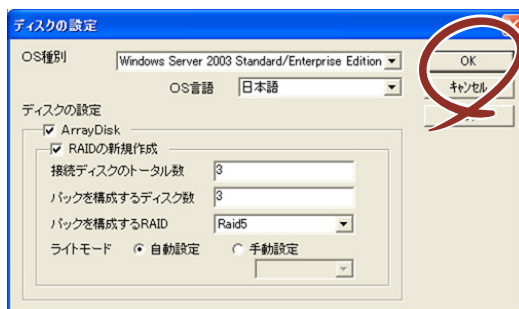 ディスクの設定
OS種別 Windows Server 2003 Standard/Enterprise Edition
OK
OS言語 日本語
キャンセル
ディスクの設定
ArrayDisk
RAIDの新規作成
接続ディスクのトータル数 3
パックを構成するディスク数 3
パックを構成するRAID Raid5
ライトモード 自動設定 手動設定